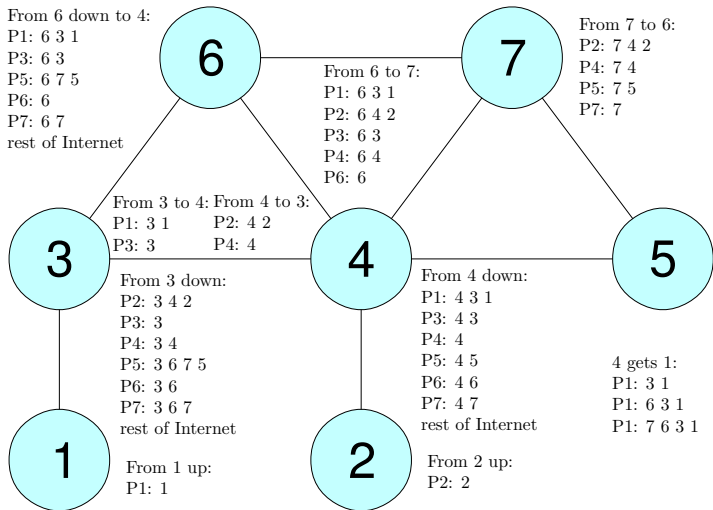 From 6 down to 4:
P1: 6 3 1
P3: 6 3
P5: 6 7 5
P6: 6
P7: 6 7
rest of Internet
6
From 6 to 7:
P1: 6 3 1
P2: 6 4 2
P3: 6 3
P4: 6 4
P6: 6
7
From 7 to 6:
P2: 7 4 2
P4: 7 4
P5: 7 5
P7: 7
3
From 3 to 4:
P1: 3 1
P3: 3
From 4 to 3:
P2: 4 2
P4: 4
4
5
From 3 down:
P2: 3 4 2
P3: 3
P4: 3 4
P5: 3 6 7 5
P6: 3 6
P7: 3 6 7
rest of Internet
From 4 down:
P1: 4 3 1
P3: 4 3
P4: 4
P5: 4 5
P6: 4 6
P7: 4 7
rest of Internet
4 gets 1:
P1: 3 1
P1: 6 3 1
P1: 7 6 3 1
1
From 1 up:
P1: 1
2
From 2 up:
P2: 2